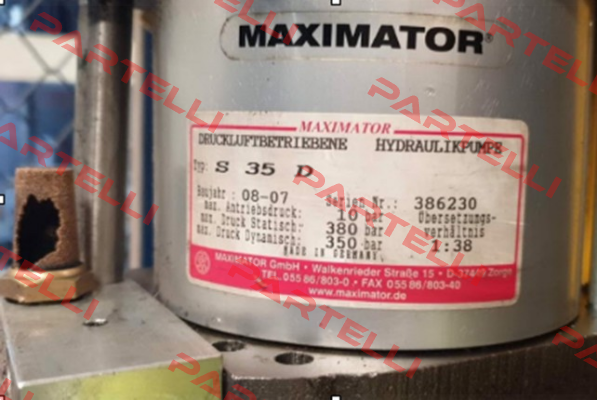 MAXIMATOR®
MAXIMATOR
DRUCKLUFTBETRIEBENE HYDRAULIKPUMPE
Typ: S 35 D
Baujahr : 08-07 Serien Nr.: 386230
max. Antriebsdruck: 10 bar Übersetzungs-
max. Druck Statisch: 380 bar verhältnis
max. Druck Dynamisch: 350 bar 1:38
MADE IN GERMANY
MAXIMATOR GmbH • Walkenrieder Straße 15 • D-37449 Zorge
TEL. 055 86/803-0 • FAX 055 86/803-40
www.maximator.de
PARTELLI
PARTELLI
PARTELLI
PARTELLI
PARTELLI
PARTELLI